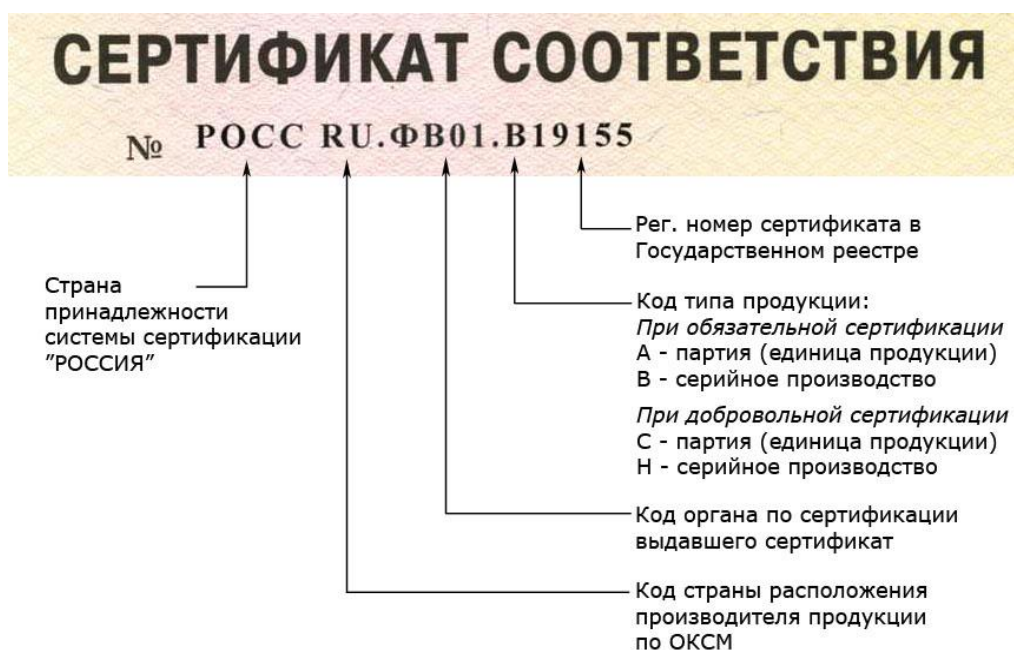 СЕРТИФИКАТ СООТВЕТСТВИЯ
№ РОСС RU.ФВ01.В19155
Рег. номер сертификата в
Государственном реестре
Страна
принадлежности
системы сертификации
”РОССИЯ”
Код типа продукции:
При обязательной сертификации
А - партия (единица продукции)
В - серийное производство
При добровольной сертификации
С - партия (единица продукции)
Н - серийное производство
Код органа по сертификации
выдавшего сертификат
Код страны расположения
производителя продукции
по ОКСМ